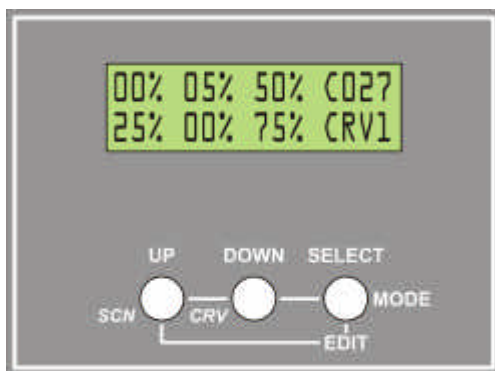 00% 05% 50% C027
25% 00% 75% CRV1
UP DOWN SELECT
SCN CRV MODE
EDIT